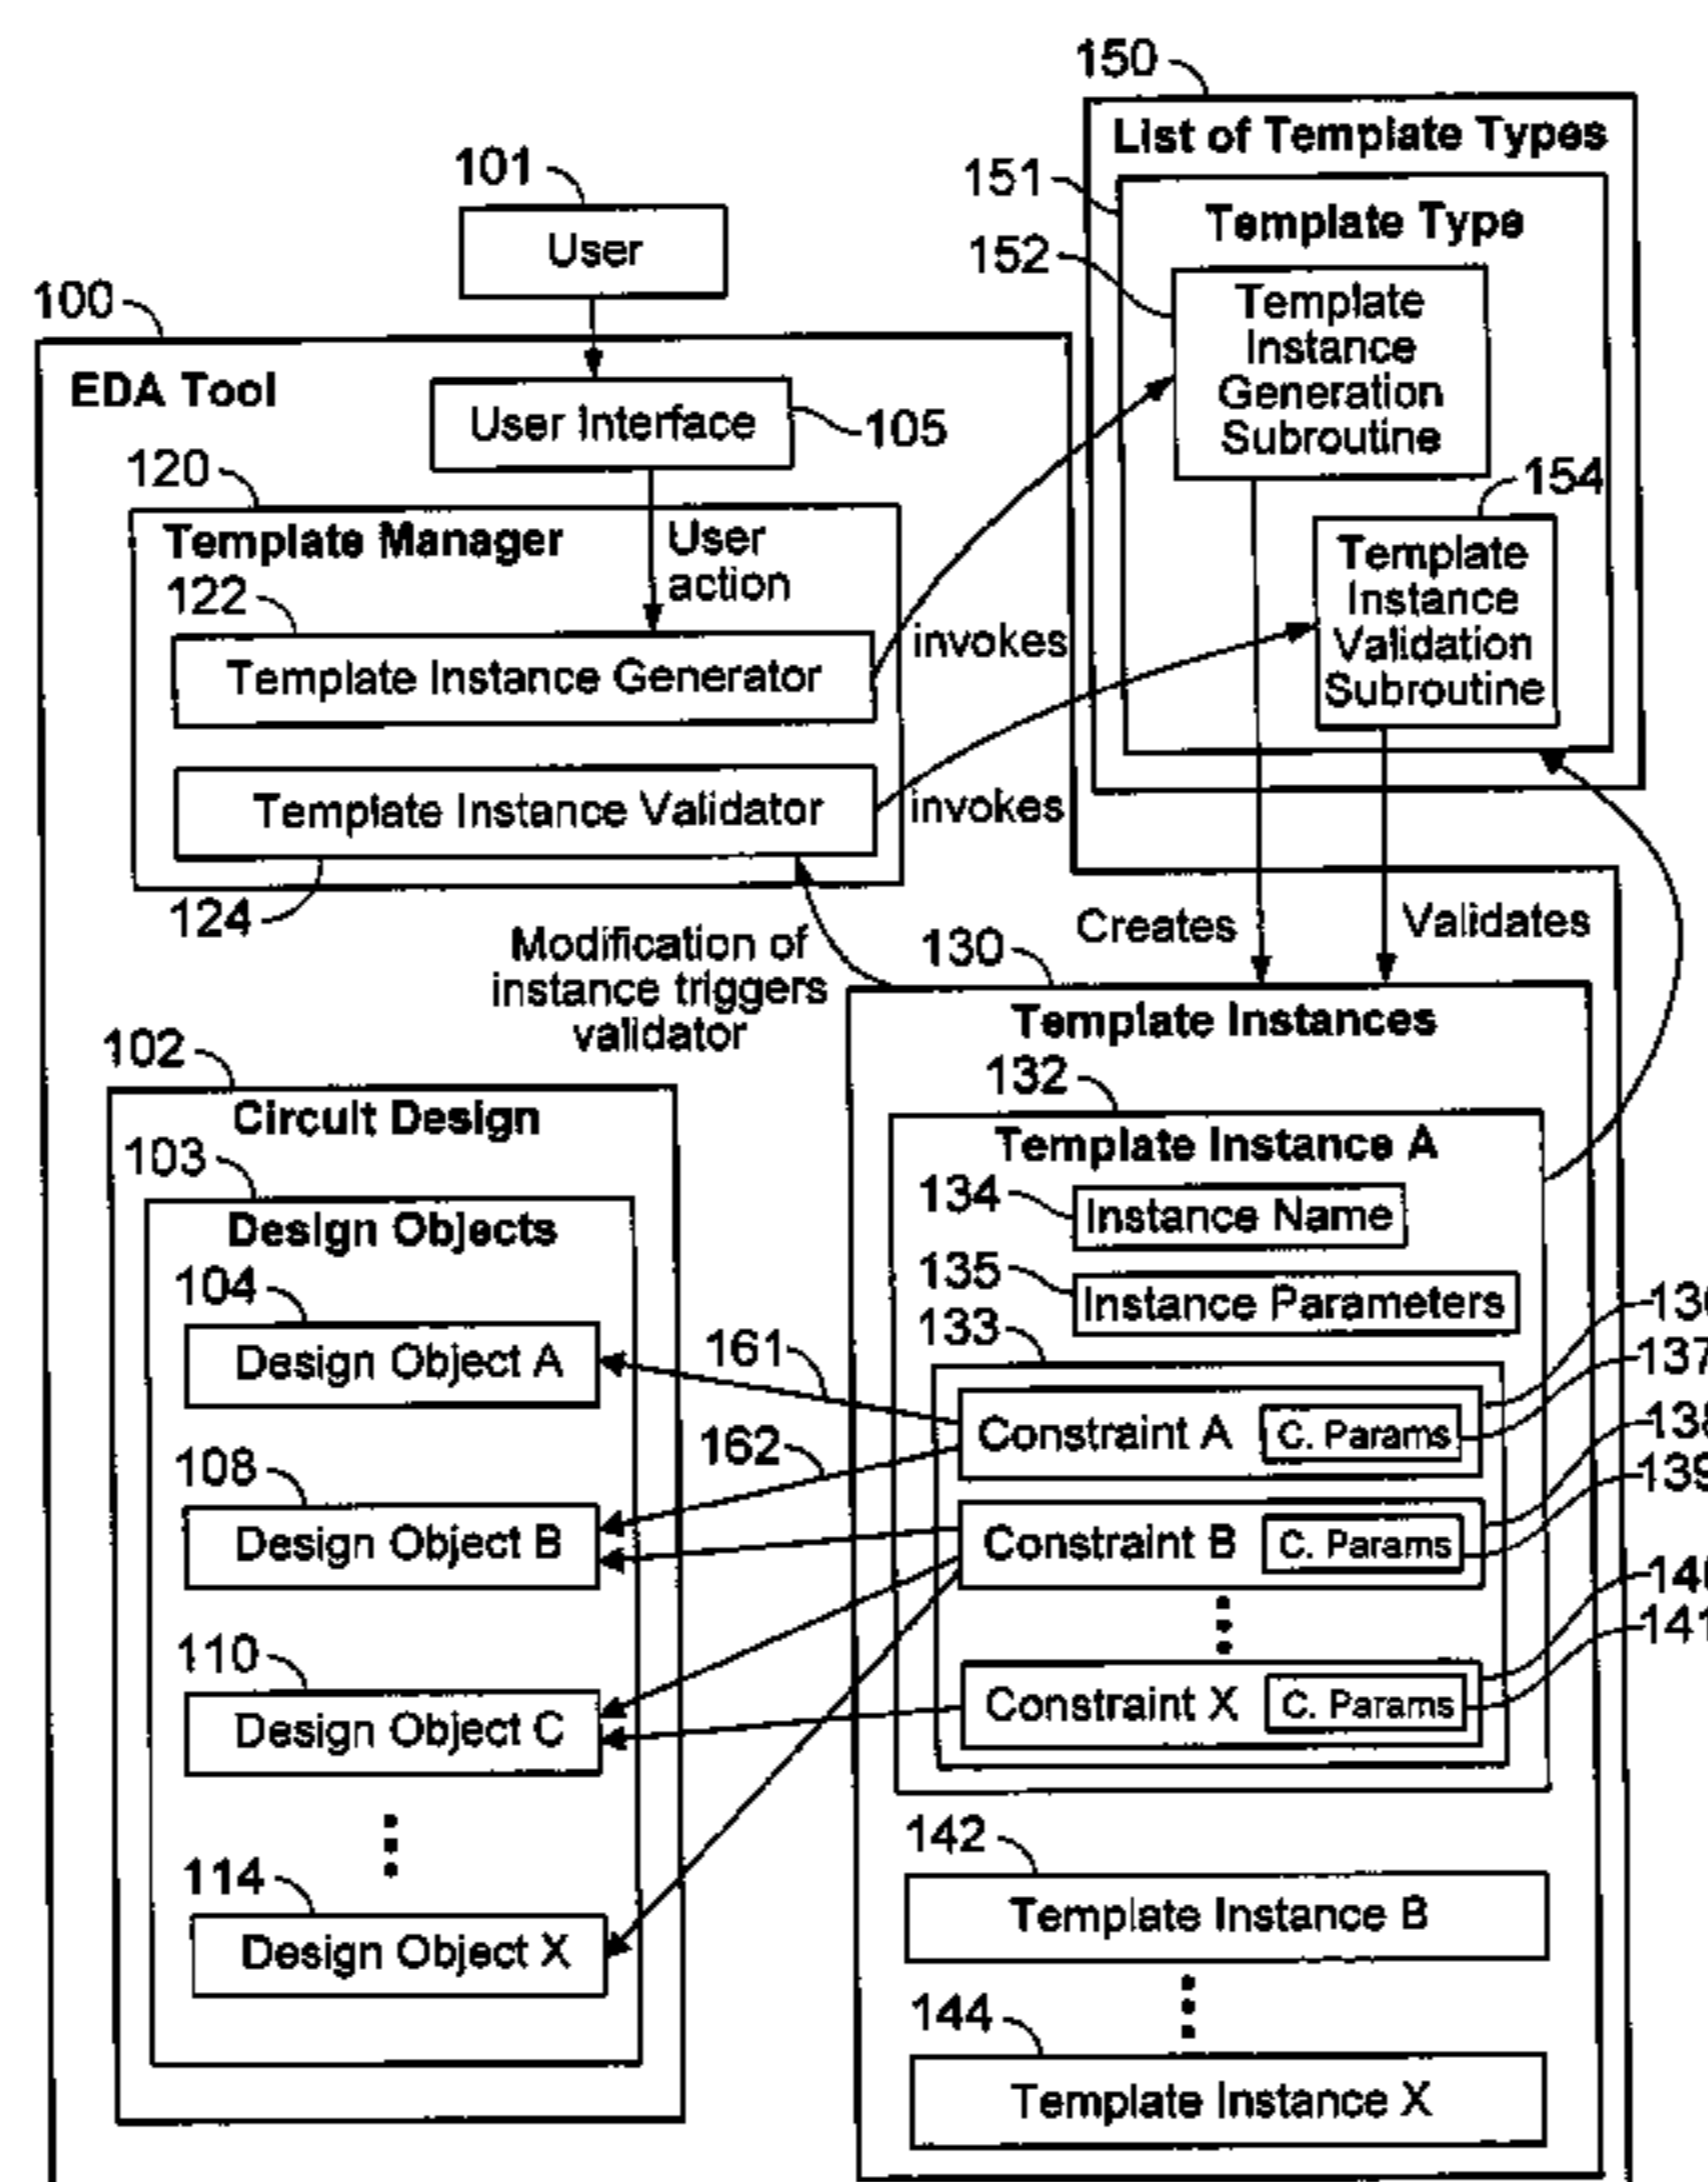 150
List of Template Types
101
151
Template Type
User
152
Template
Instance
Generation
Subroutine
100
EDA Tool
User Interface
105
120
154
Template Manager
User
action
Template
Instance
Validation
Subroutine
122
invokes
Template Instance Generator
Template Instance Validator
invokes
124
Creates
Validates
Modification of
instance triggers
validator
130
Template Instances
102
Circuit Design
132
Template Instance A
103
Design Objects
134
Instance Name
135
Instance Parameters
104
Design Object A
133
161
Constraint A
C. Params
137
162
108
Design Object B
Constraint B
C. Params
139
110
Design Object C
Constraint X
C. Params
141
114
Design Object X
142
Template Instance B
144
Template Instance X